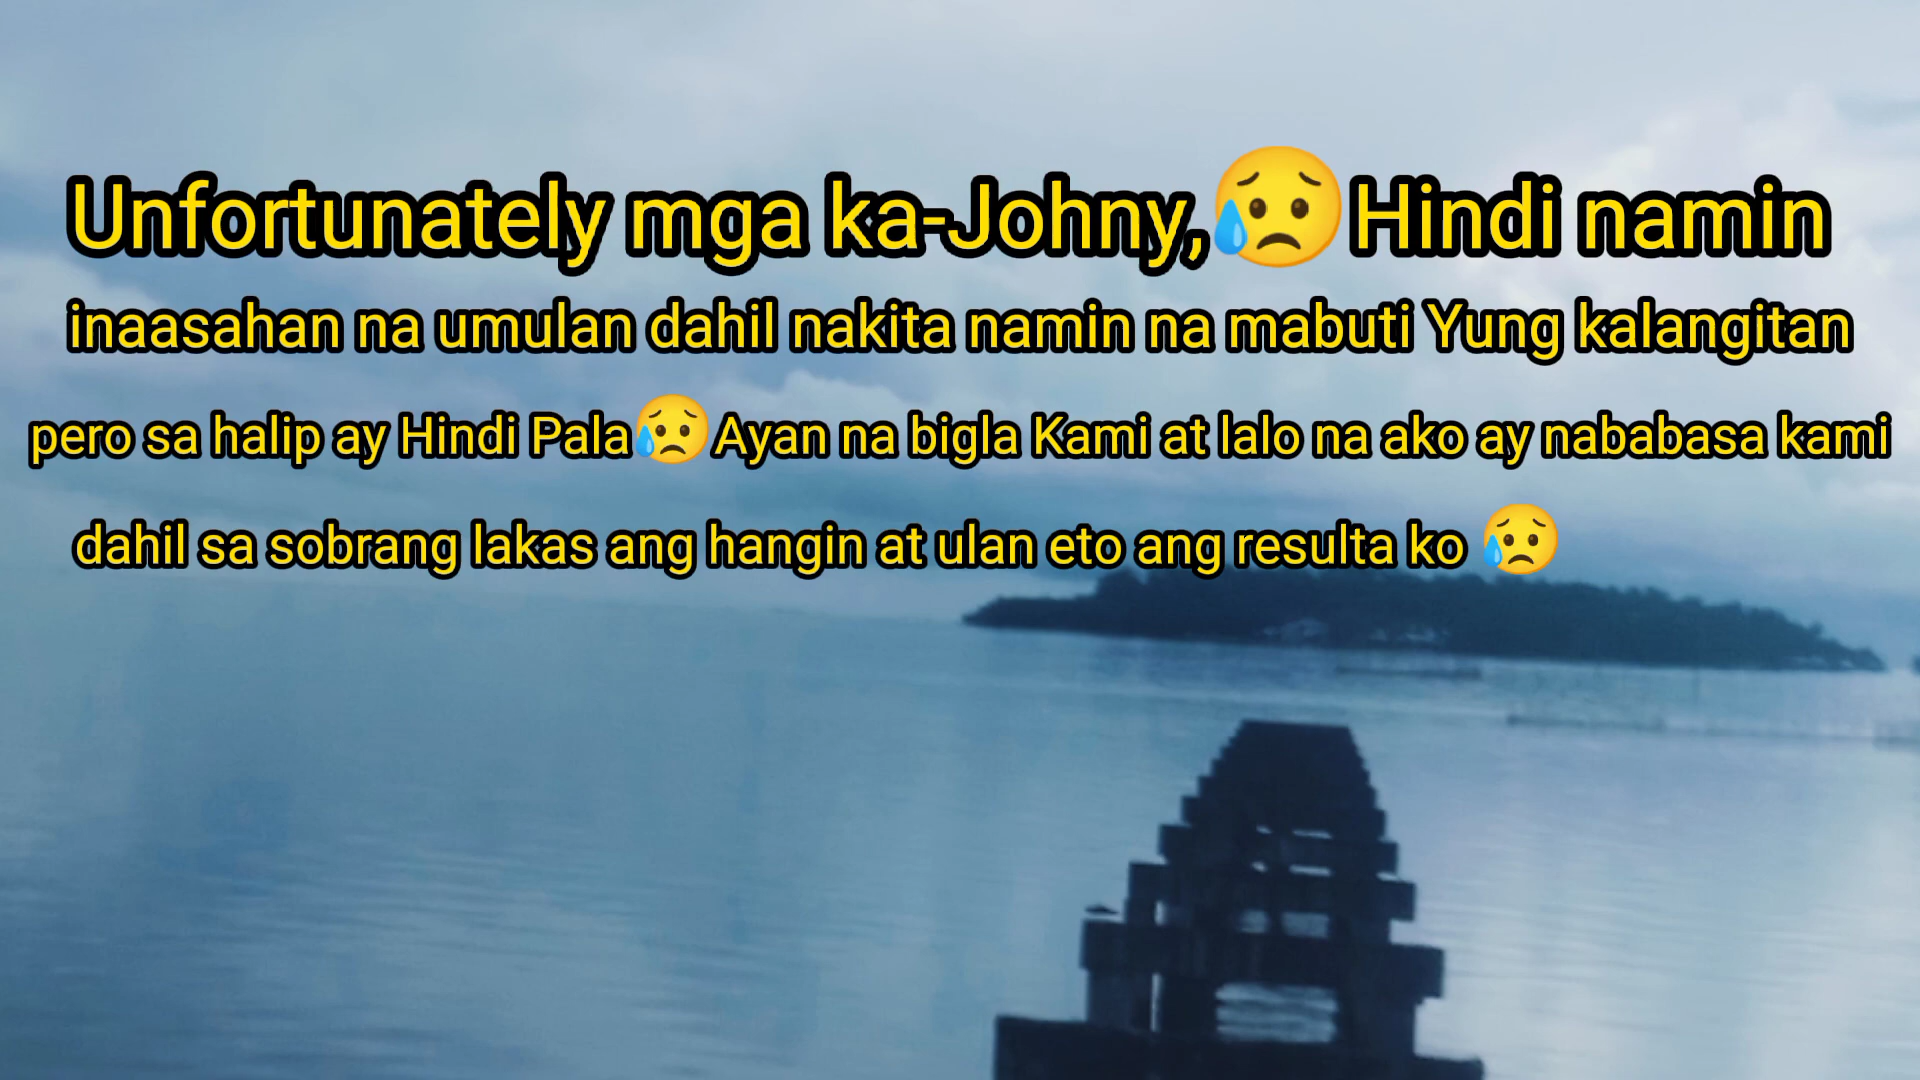 Unfortunately mga ka-Johny,😥Hindi namin
inaasahan na umulan dahil nakita namin na mabuti Yung kalangitan
pero sa halip ay Hindi Pala😥Ayan na bigla Kami at lalo na ako ay nababasa kami
dahil sa sobrang lakas ang hangin at ulan eto ang resulta ko 😥